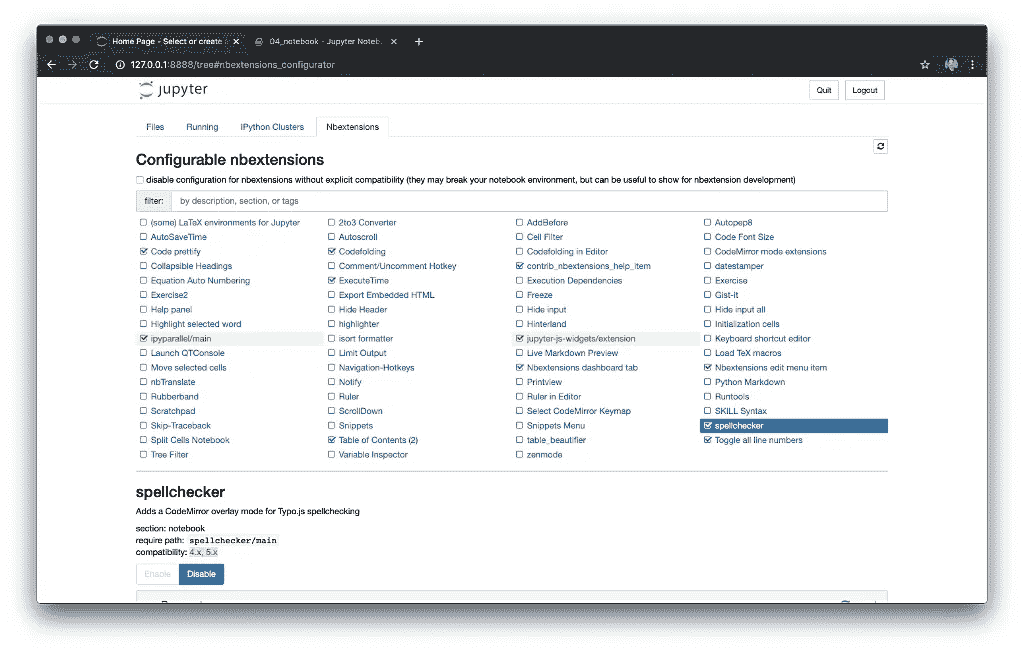 Home Page - Select or create
04_notebook - Jupyter Noteb
127.0.0.1:8888/tree#nbextensions_configurator
jupyter
Quit Logout
Files Running IPython Clusters Nbextensions
Configurable nbextensions
disable configuration for nbextensions without explicit compatibility (they may break your notebook environment, but can be useful to show for nbextension development)
filter: by description, section, or tags
(some) LaTeX environments for Jupyter 2to3 Converter AddBefore Autopep8
AutoSaveTime Autoscroll Cell Filter Code Font Size
Code prettify Codefolding Codefolding in Editor CodeMirror mode extensions
Collapsible Headings Comment/Uncomment Hotkey contrib_nbextensions_help_item datestamper
Equation Auto Numbering ExecuteTime Execution Dependencies Exercise
Exercise2 Export Embedded HTML Freeze Gist-it
Help panel Hide Header Hide input Hide input all
Highlight selected word highlighter Hinterland Initialization cells
ipyparallel/main isort formatter jupyter-js-widgets/extension Keyboard shortcut editor
Launch QTConsole Limit Output Live Markdown Preview Load TeX macros
Move selected cells Navigation-Hotkeys Nbextensions dashboard tab Nbextensions edit menu item
nbTranslate Notify Printview Python Markdown
Rubberband Ruler Ruler in Editor Runtools
Scratchpad ScrollDown Select CodeMirror Keymap SKILL Syntax
Skip-Traceback Snippets Snippets Menu spellchecker
Split Cells Notebook Table of Contents (2) table_beautifier Toggle all line numbers
Tree Filter Variable Inspector zenmode
spellchecker
Adds a CodeMirror overlay mode for Typo.js spellchecking
section: notebook
require path: spellchecker/main
compatibility: 4.x, 5.x
Enable Disable